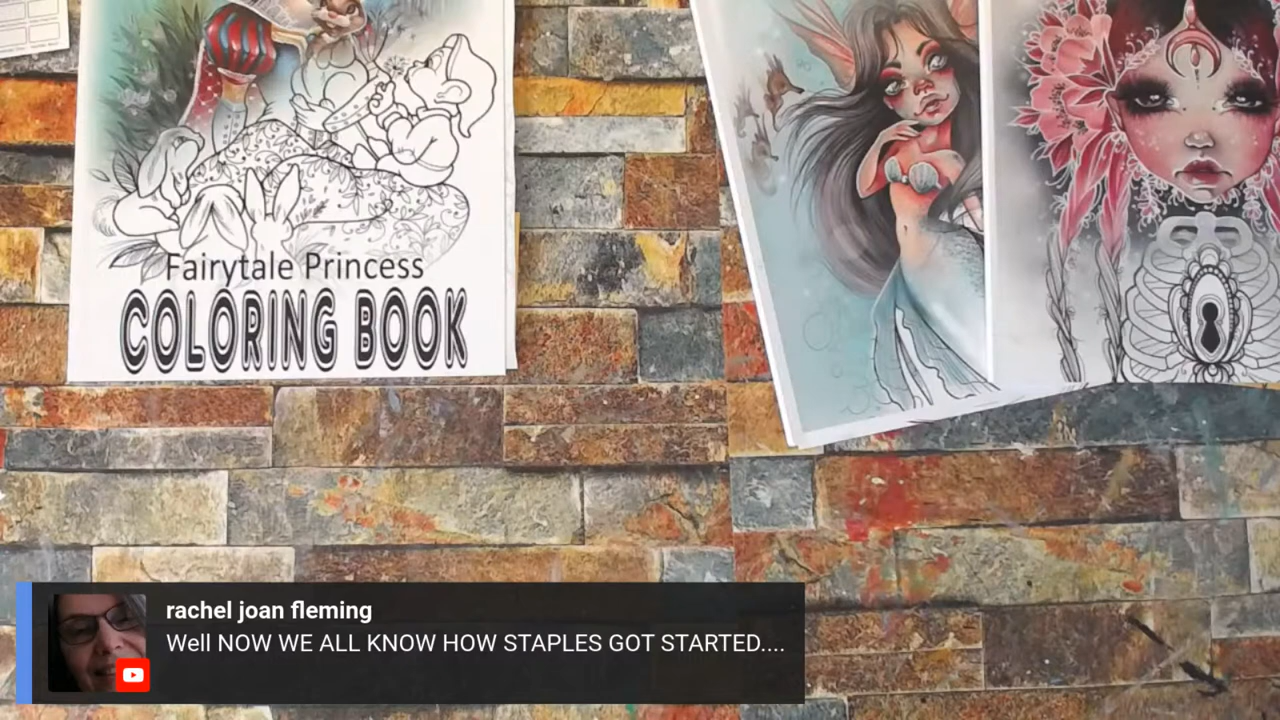 Fairytale Princess
COLORING BOOK
rachel joan fleming
Well NOW WE ALL KNOW HOW STAPLES GOT STARTED....